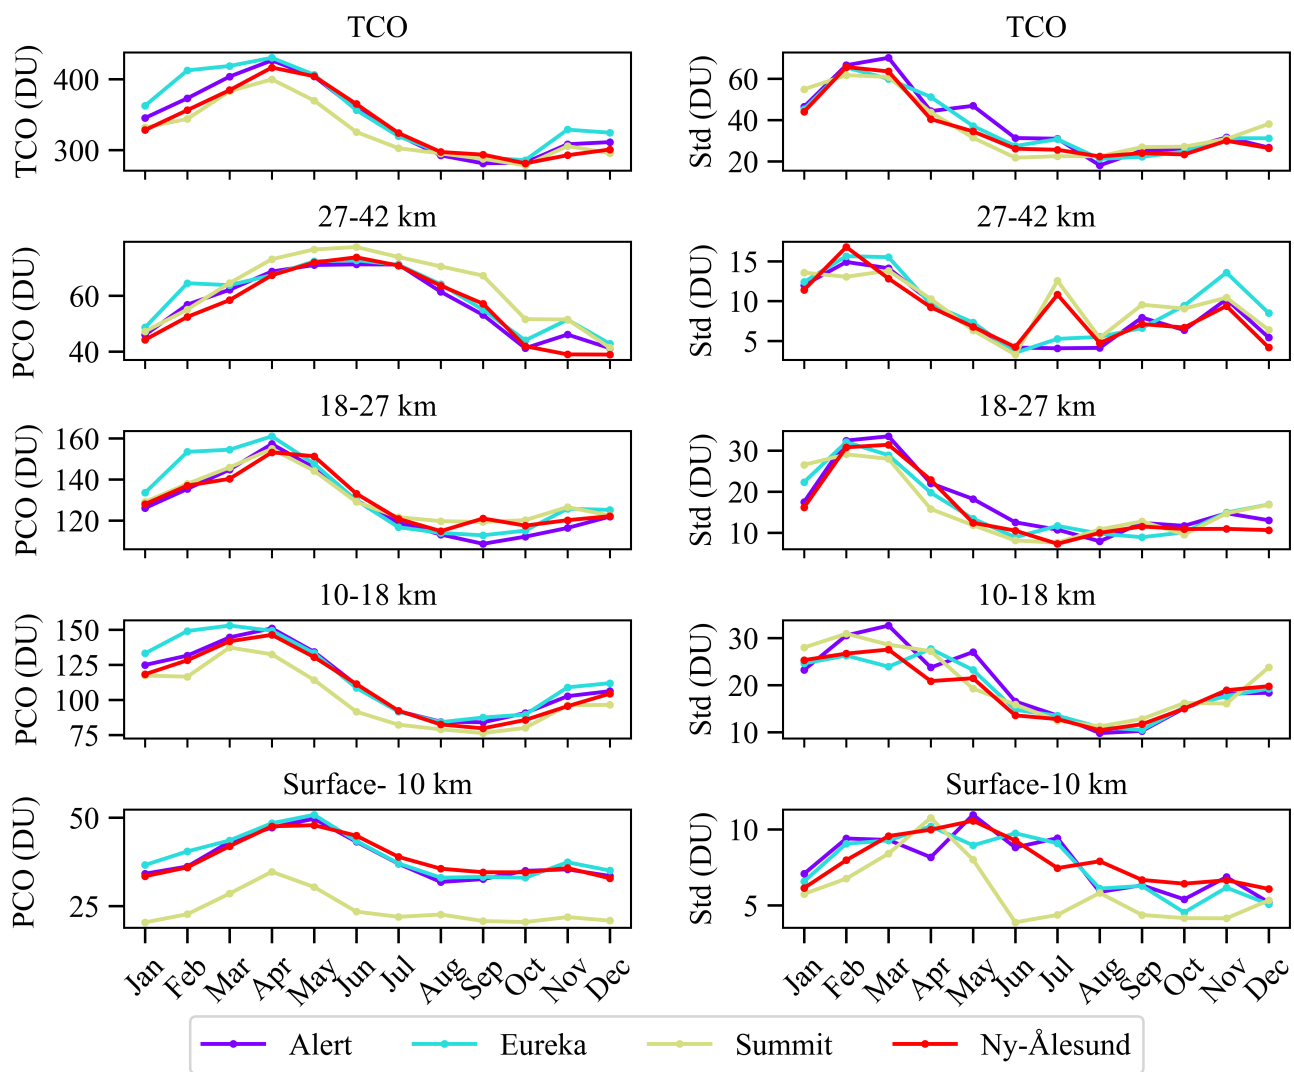 TCO
TCO (DU)
400
300
TCO
Std (DU)
60
40
20
27-42 km
PCO (DU)
60
40
27-42 km
Std (DU)
15
10
5
18-27 km
PCO (DU)
160
140
120
18-27 km
Std (DU)
30
20
10
10-18 km
PCO (DU)
150
125
100
75
10-18 km
Std (DU)
30
20
10
Surface- 10 km
PCO (DU)
50
25
Jan Feb Mar Apr May Jun Jul Aug Sep Oct Nov Dec
Surface-10 km
Std (DU)
10
5
Jan Feb Mar Apr May Jun Jul Aug Sep Oct Nov Dec
Alert Eureka Summit Ny-Ålesund